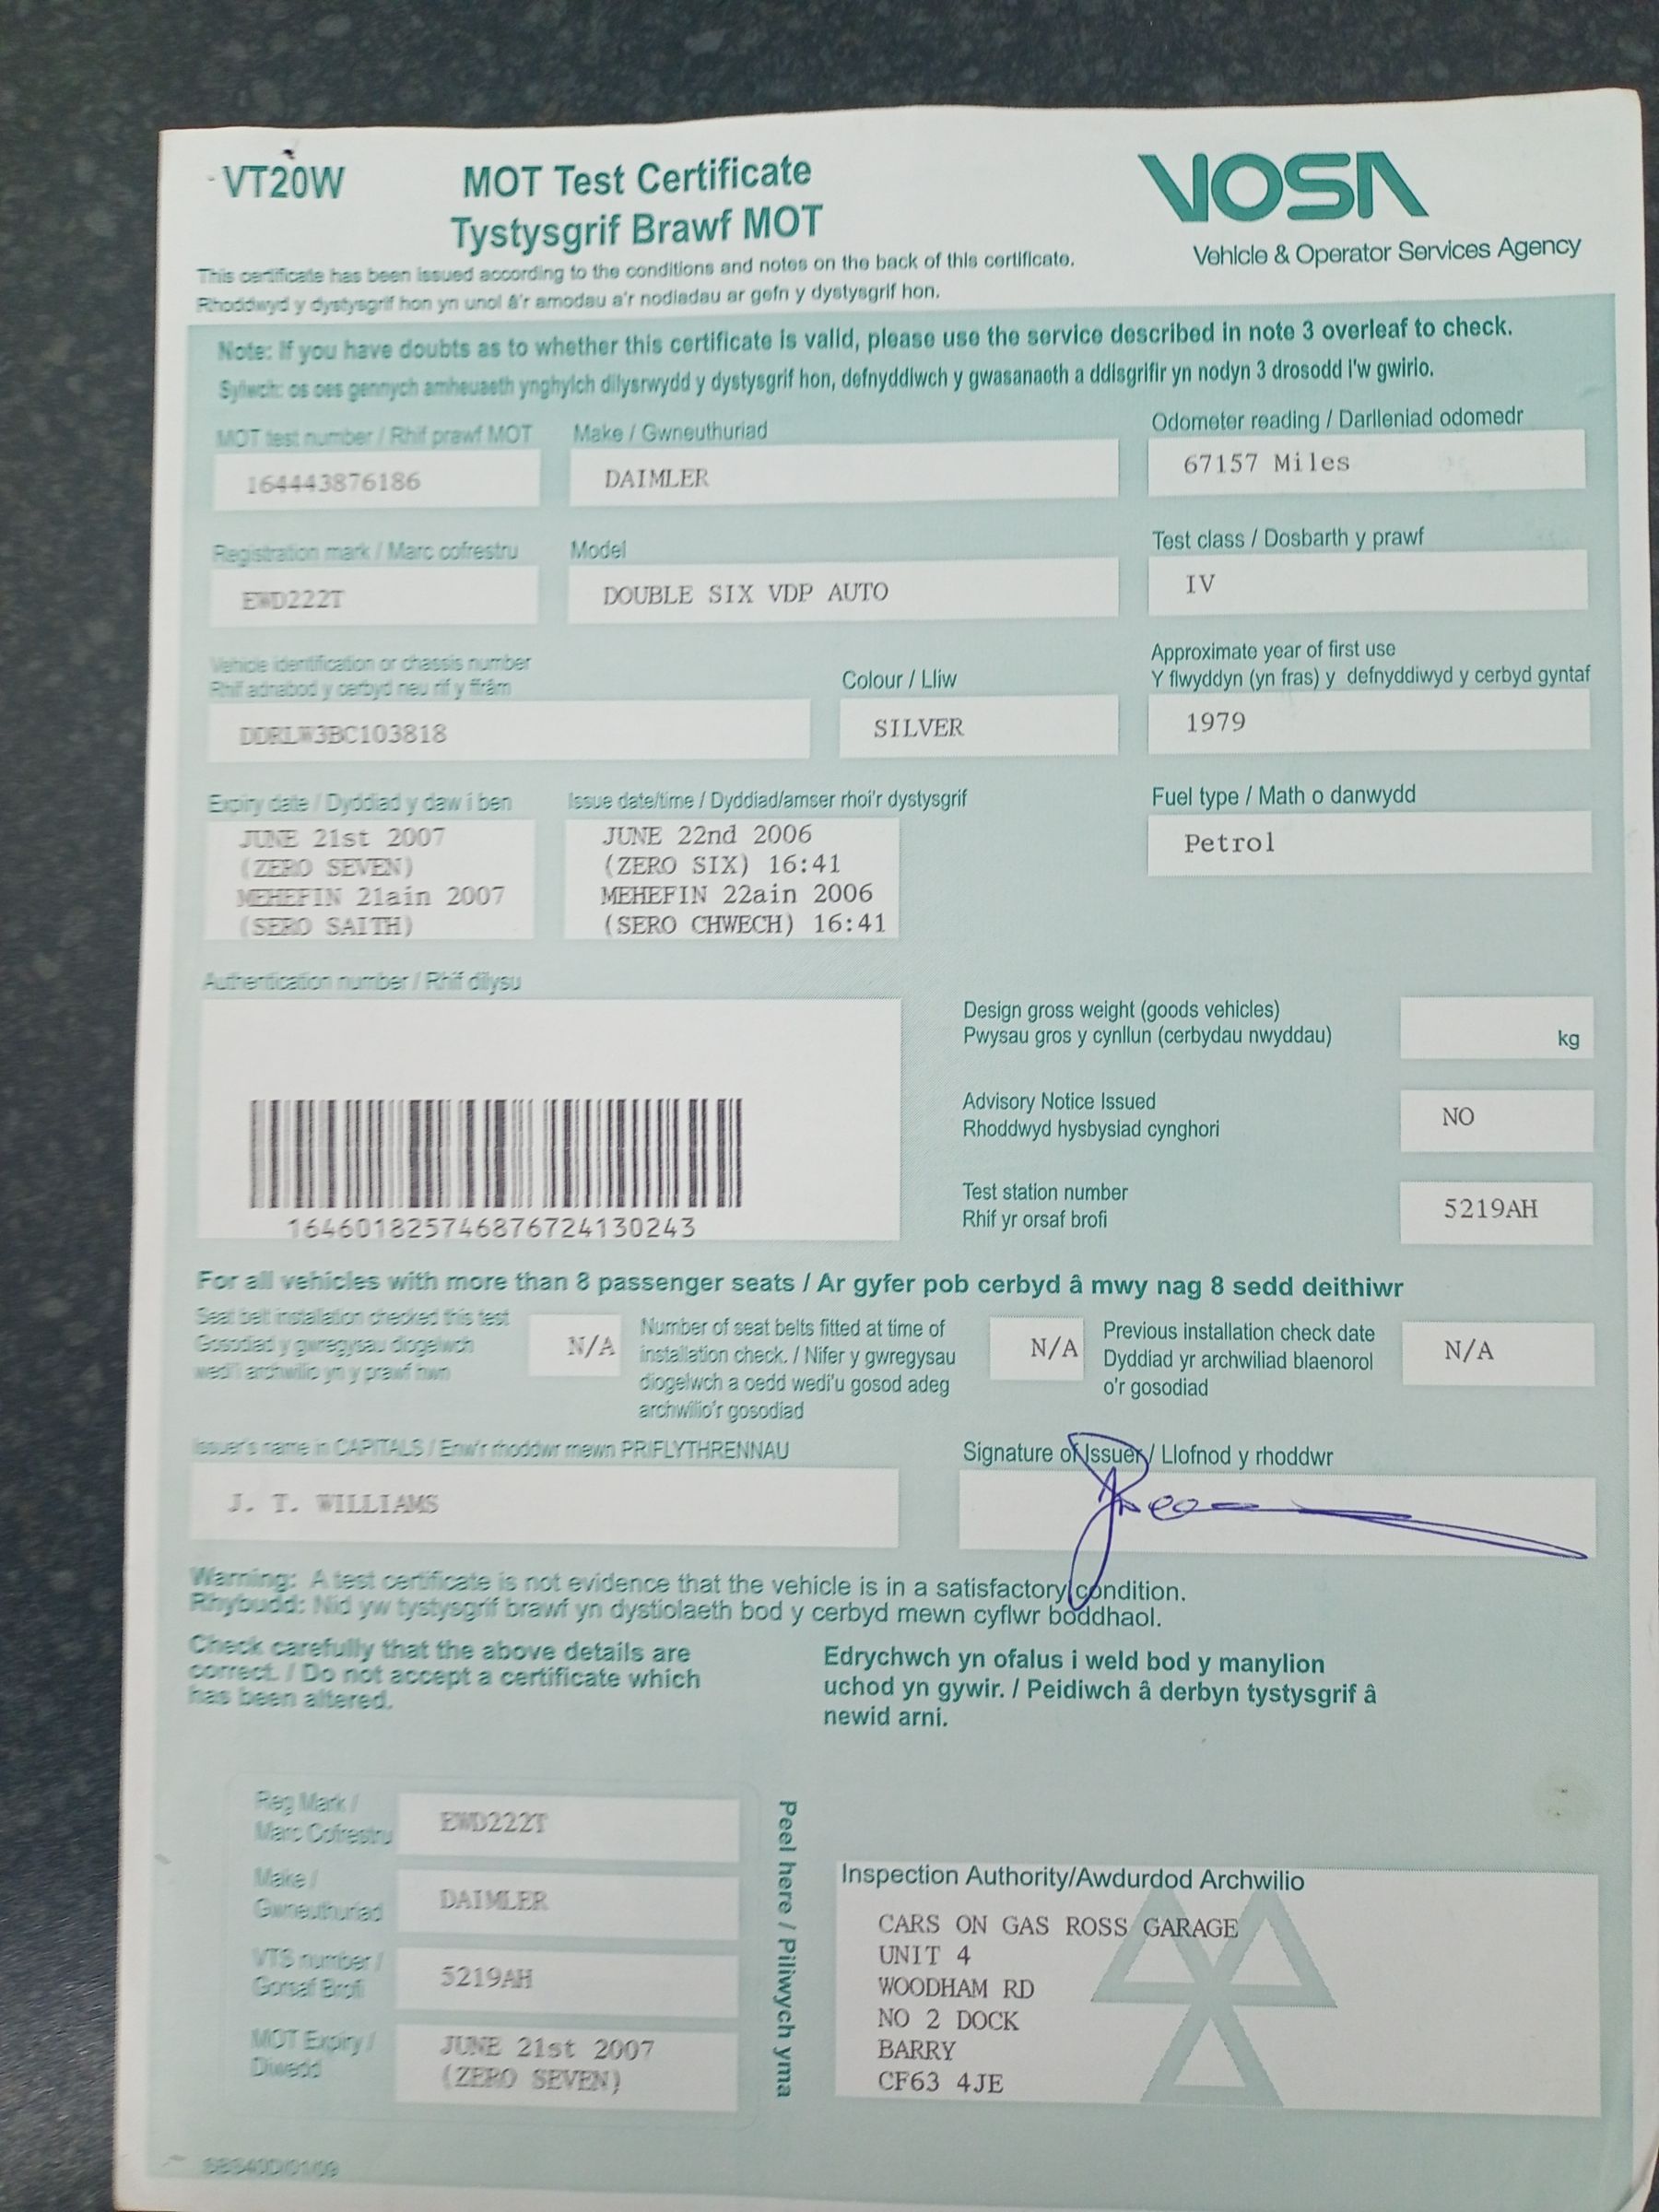 VT20W
MOT Test Certificate
Tystysgrif Brawf MOT
VOSA
Vehicle & Operator Services Agency
This certificate has been issued according to the conditions and notes on the back of this certificate.
Rhoddwyd y dystysgrif hon yn unol â'r amodau a'r nodiadau ar gefn y dystysgrif hon.
Note: If you have doubts as to whether this certificate is valid, please use the service described in note 3 overleaf to check.
Sylwch: os oes gennych amheuaeth ynghylch dilysrwydd y dystysgrif hon, defnyddiwch y gwasanaeth a ddisgrifir yn nodyn 3 drosodd i'w gwirio.
MOT test number / Rhif prawf MOT
164443876186
Make / Gwneuthuriad
DAIMLER
Odometer reading / Darlleniad odomedr
67157 Miles
Registration mark / Marc cofrestru
EWD222T
Model
DOUBLE SIX VDP AUTO
Test class / Dosbarth y prawf
IV
Vehicle identification or chassis number
Rhif adnabod y cerbyd neu rif y ffrâm
DDRLW3BC103818
Colour / Lliw
SILVER
Approximate year of first use
Y flwyddyn (yn fras) y defnyddiwyd y cerbyd gyntaf
1979
Expiry date / Dyddiad y daw i ben
JUNE 21st 2007
(ZERO SEVEN)
MEHEFIN 21ain 2007
(SERO SAITH)
Issue date/time / Dyddiad/amser rhoi'r dystysgrif
JUNE 22nd 2006
(ZERO SIX) 16:41
MEHEFIN 22ain 2006
(SERO CHWECH) 16:41
Fuel type / Math o danwydd
Petrol
Authentication number / Rhif dilysu
164601825746876724130243
Design gross weight (goods vehicles)
Pwysau gros y cynllun (cerbydau nwyddau)
kg
Advisory Notice Issued
Rhoddwyd hysbysiad cynghori
NO
Test station number
Rhif yr orsaf brofi
5219AH
For all vehicles with more than 8 passenger seats / Ar gyfer pob cerbyd â mwy nag 8 sedd deithiwr
Seat belt installation checked this test
Gosodiad y gwregysau diogelwch
wedi'i archwilio yn y prawf hwn
N/A
Number of seat belts fitted at time of
installation check. / Nifer y gwregysau
diogelwch a oedd wedi'u gosod adeg
archwilio'r gosodiad
N/A
Previous installation check date
Dyddiad yr archwiliad blaenorol
o'r gosodiad
N/A
Issuer's name in CAPITALS / Enw'r rhoddwr mewn PRIFLYTHRENNAU
J. T. WILLIAMS
Signature of Issuer / Llofnod y rhoddwr
Warning: A test certificate is not evidence that the vehicle is in a satisfactory condition.
Rhybudd: Nid yw tystysgrif brawf yn dystiolaeth bod y cerbyd mewn cyflwr boddhaol.
Check carefully that the above details are
correct. / Do not accept a certificate which
has been altered.
Edrychwch yn ofalus i weld bod y manylion
uchod yn gywir. / Peidiwch â derbyn tystysgrif â
newid arni.
Reg Mark /
Marc Cofrestru
EWD222T
Make /
Gwneuthuriad
DAIMLER
VTS number /
Gorsaf Brofi
5219AH
MOT Expiry /
Diwedd
JUNE 21st 2007
(ZERO SEVEN)
Peel here / Piliwych yma
Inspection Authority/Awdurdod Archwilio
CARS ON GAS ROSS GARAGE
UNIT 4
WOODHAM RD
NO 2 DOCK
BARRY
CF63 4JE